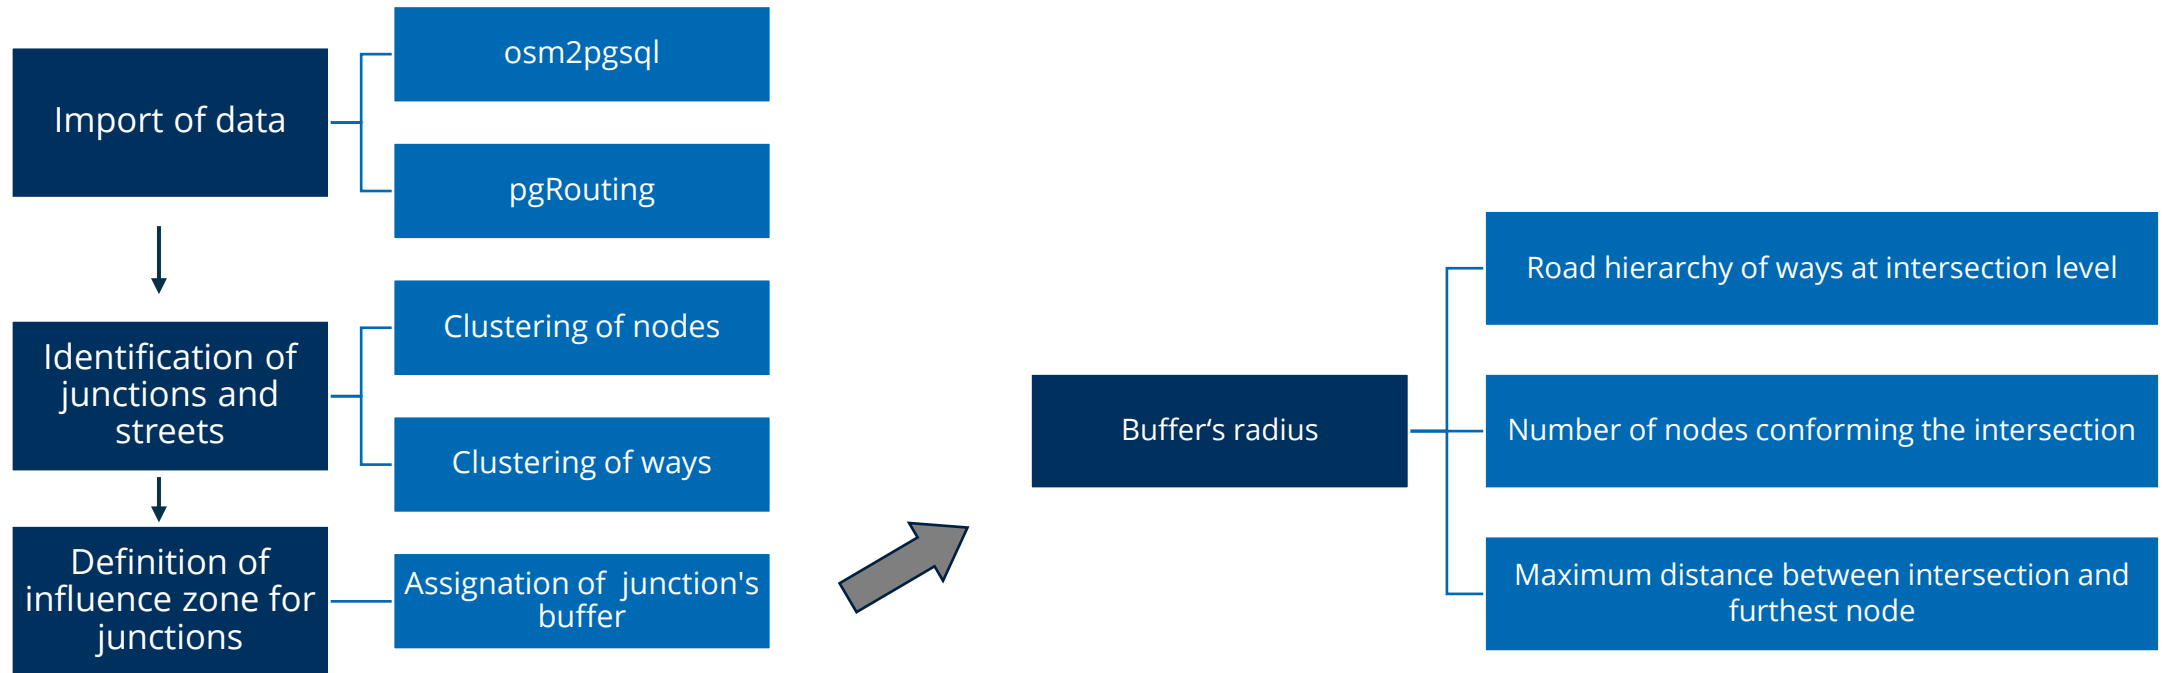 Import of data
osm2pgsql
pgRouting
Identification of
junctions and
streets
Clustering of nodes
Clustering of ways
Definition of
influence zone for
junctions
Assignation of  junction's
buffer
Buffer‘s radius
Road hierarchy of ways at intersection level
Number of nodes conforming the intersection
Maximum distance between intersection and
furthest node